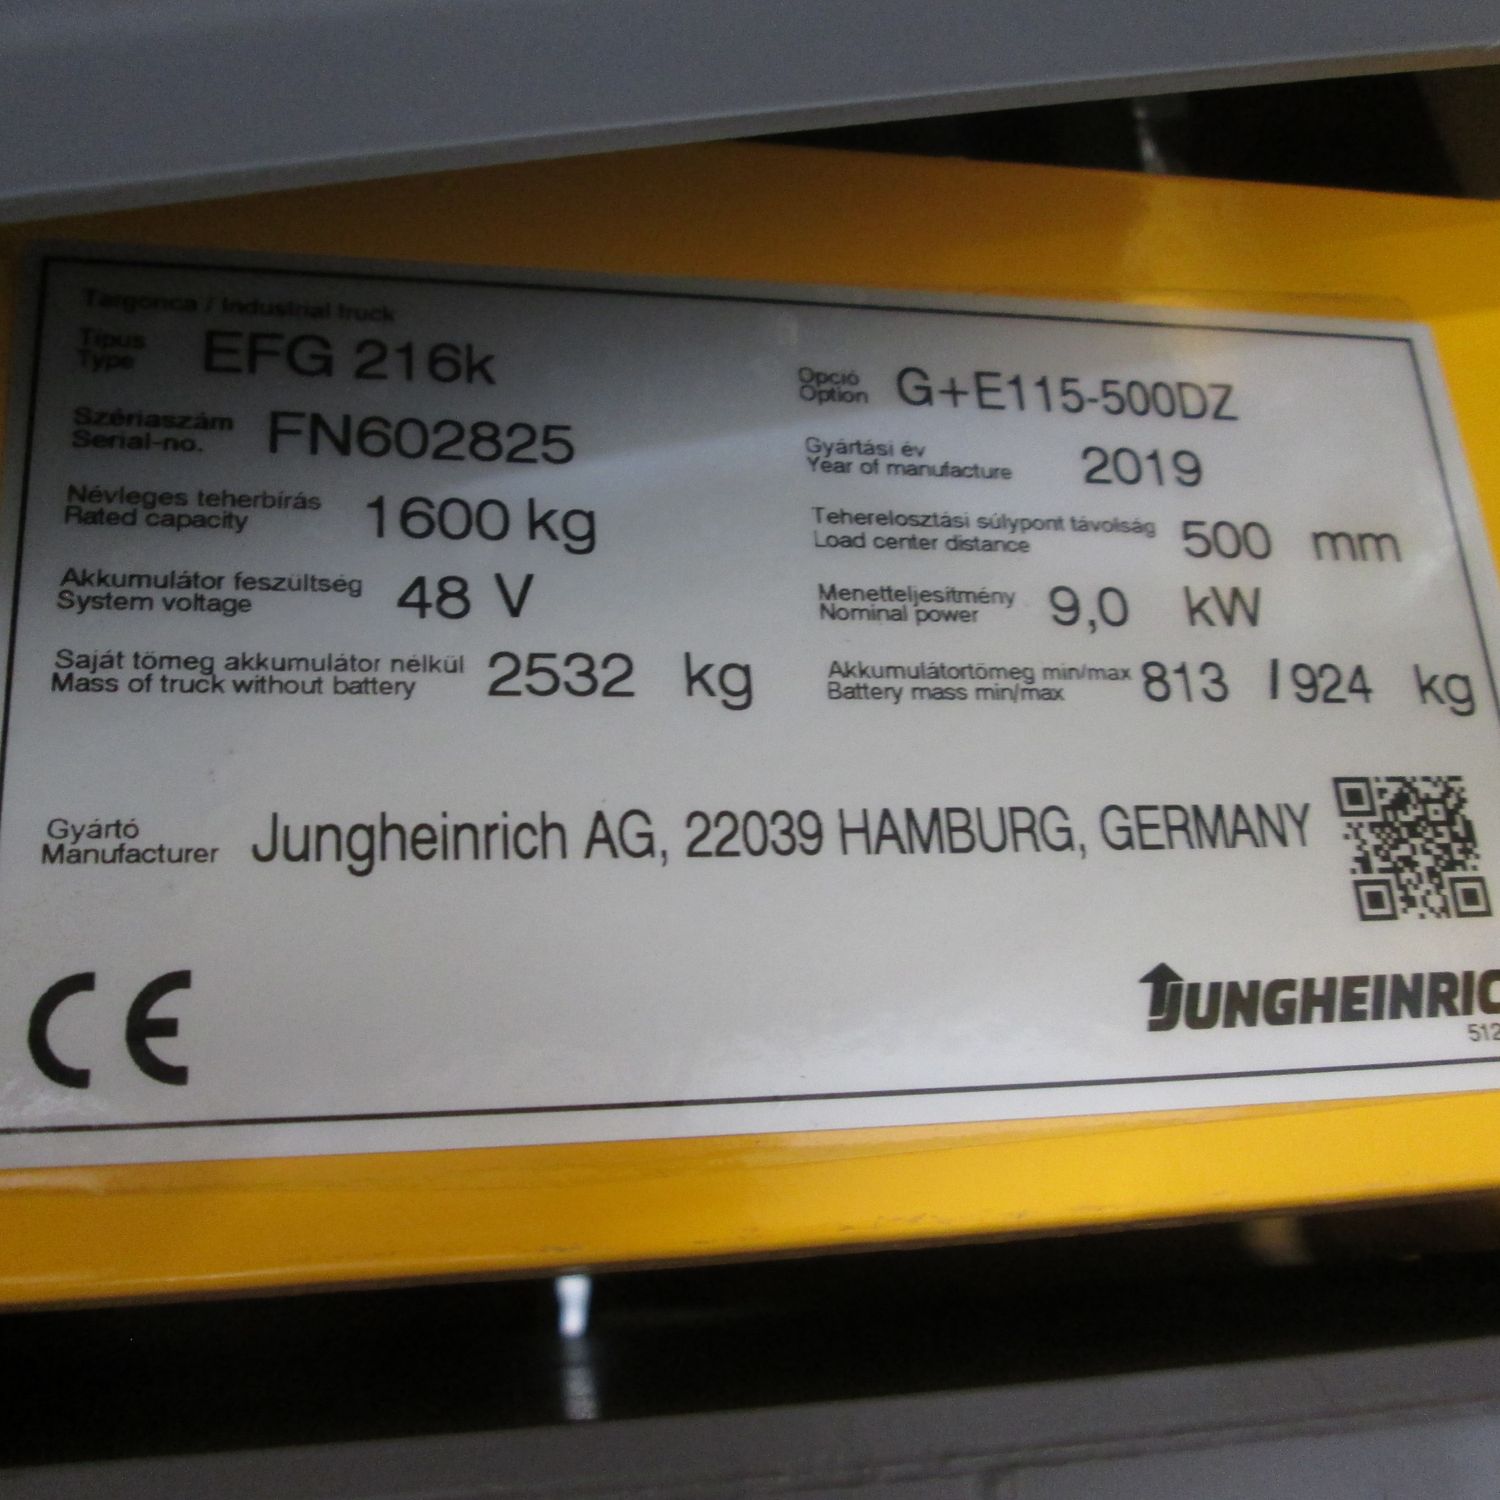 Targonca / Industrial truck
Típus
Type
EFG 216k
Opció
Option
G+E115-500DZ
Szériaszám
Serial-no.
FN602825
Gyártási év
Year of manufacture
2019
Névleges teherbírás
Rated capacity
1600 kg
Teherelosztási súlypont távolság
Load center distance
500 mm
Akkumulátor feszültség
System voltage
48 V
Menetteljesítmény
Nominal power
9,0 kW
Saját tömeg akkumulátor nélkül
Mass of truck without battery
2532 kg
Akkumulátortömeg min/max
Battery mass min/max
813 / 924 kg
Gyártó
Manufacturer
Jungheinrich AG, 22039 HAMBURG, GERMANY
CE
JUNGHEINRIC
512